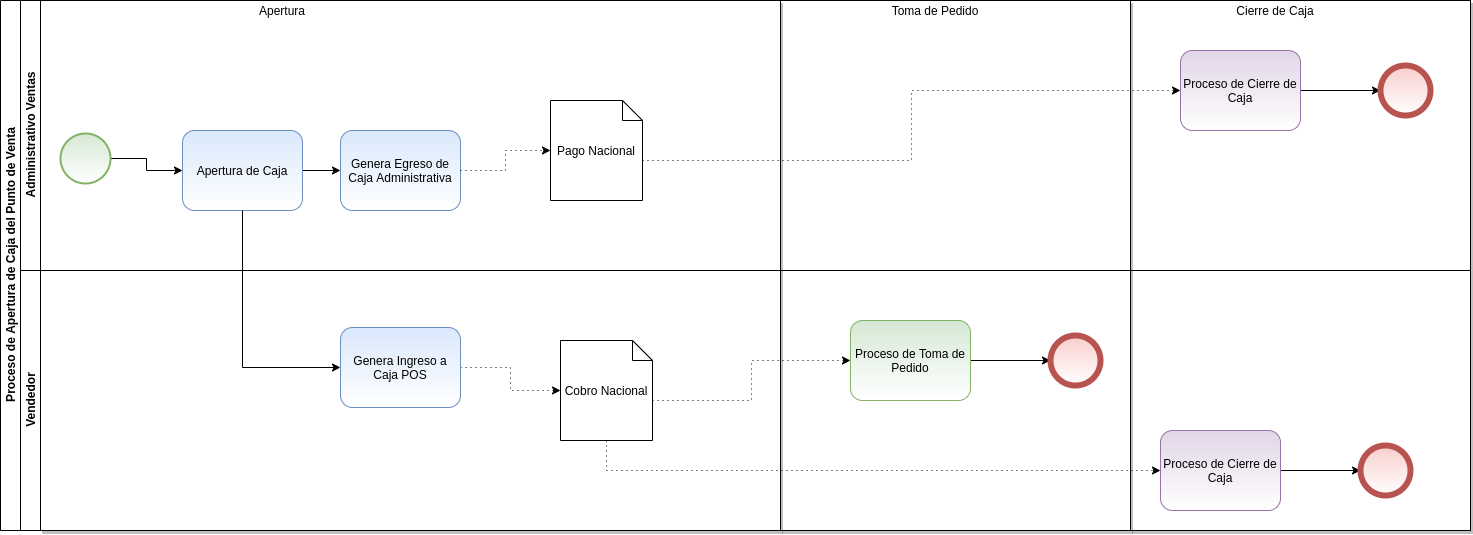 Proceso de Apertura de Caja del Punto de Venta
Administrativo Ventas
Vendedor
Apertura
Toma de Pedido
Cierre de Caja
Apertura de Caja
Genera Egreso de
Caja Administrativa
Pago Nacional
Proceso de Cierre de
Caja
Genera Ingreso a
Caja POS
Cobro Nacional
Proceso de Toma de
Pedido
Proceso de Cierre de
Caja